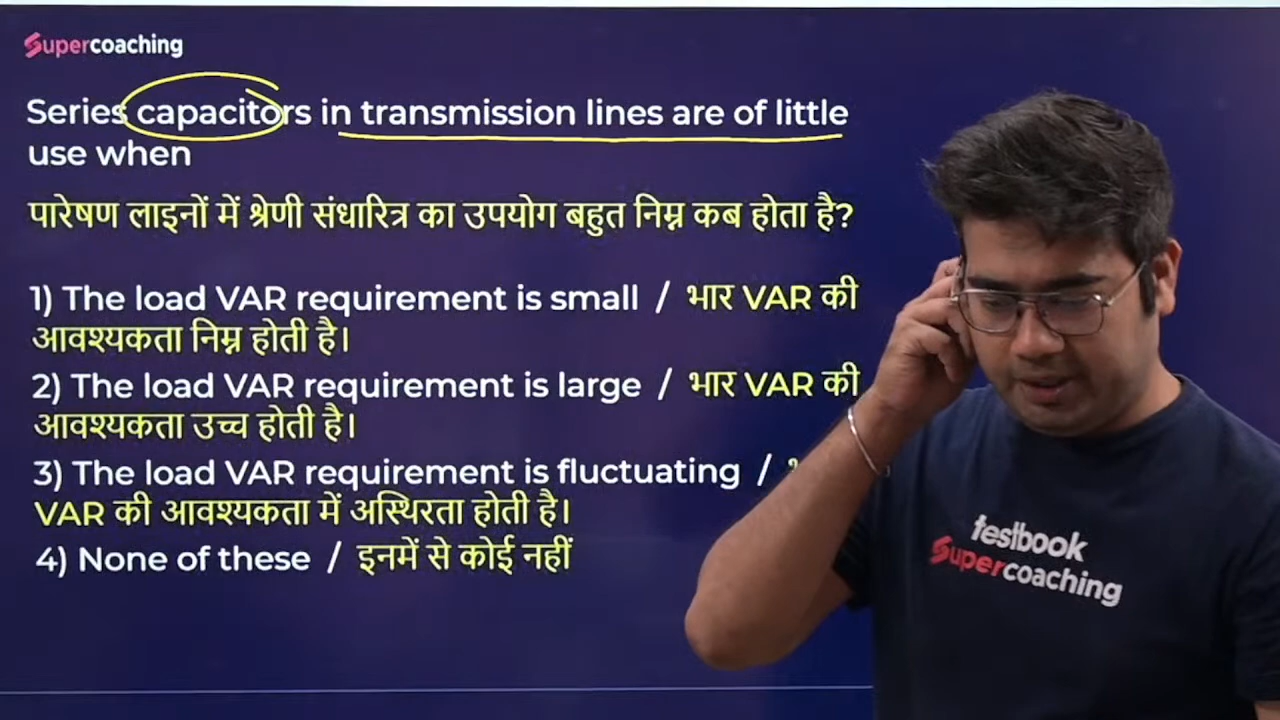 Supercoaching
Series capacitors in transmission lines are of little
use when
पारेषण लाइनों में श्रेणी संधारित्र का उपयोग बहुत निम्न कब होता है?
1) The load VAR requirement is small / भार VAR की
आवश्यकता निम्न होती है।
2) The load VAR requirement is large / भार VAR की
आवश्यकता उच्च होती है।
3) The load VAR requirement is fluctuating /
VAR की आवश्यकता में अस्थिरता होती है।
4) None of these / इनमें से कोई नहीं
testbook
Supercoaching